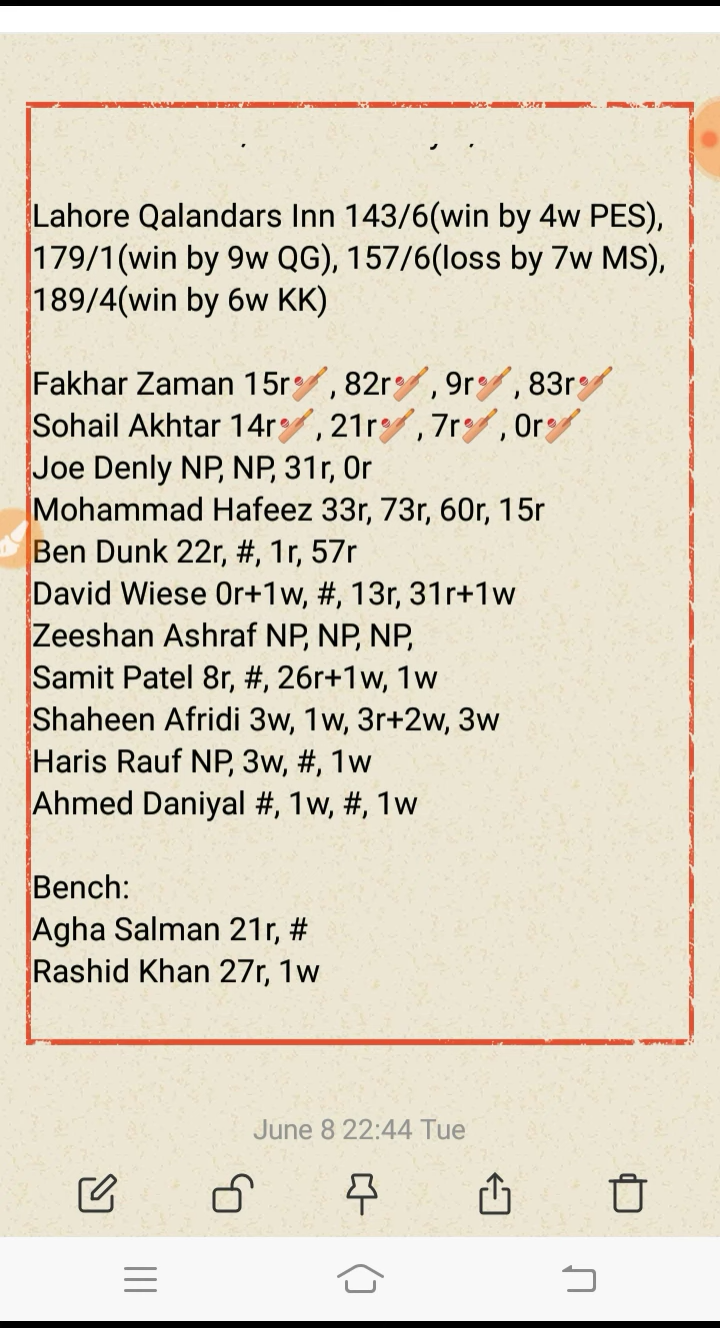 Lahore Qalandars Inn 143/6(win by 4w PES),
179/1(win by 9w QG), 157/6(loss by 7w MS),
189/4(win by 6w KK)
Fakhar Zaman 15r🏏, 82r🏏, 9r🏏, 83r🏏
Sohail Akhtar 14r🏏, 21r🏏, 7r🏏, 0r🏏
Joe Denly NP, NP, 31r, 0r
Mohammad Hafeez 33r, 73r, 60r, 15r
Ben Dunk 22r, #, 1r, 57r
David Wiese 0r+1w, #, 13r, 31r+1w
Zeeshan Ashraf NP, NP, NP,
Samit Patel 8r, #, 26r+1w, 1w
Shaheen Afridi 3w, 1w, 3r+2w, 3w
Haris Rauf NP, 3w, #, 1w
Ahmed Daniyal #, 1w, #, 1w
Bench:
Agha Salman 21r, #
Rashid Khan 27r, 1w
June 8 22:44 Tue